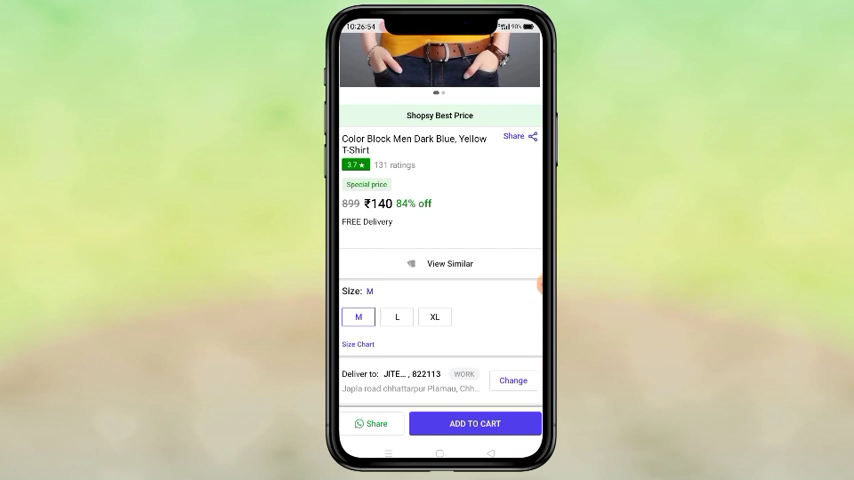 10:26:54
90%
Shopsy Best Price
Color Block Men Dark Blue, Yellow
T-Shirt
Share
3.7 ★ 131 ratings
Special price
899 ₹140 84% off
FREE Delivery
View Similar
Size: M
M L XL
Size Chart
Deliver to: JITE... , 822113 WORK
Japla road chhattarpur Plamau, Chh...
Change
Share
ADD TO CART